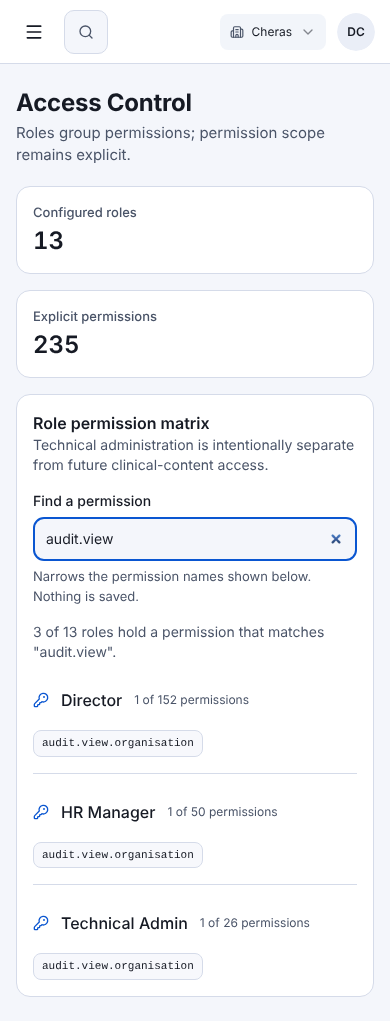 Cheras
DC
Access Control
Roles group permissions; permission scope
remains explicit.
Configured roles
13
Explicit permissions
235
Role permission matrix
Technical administration is intentionally separate
from future clinical-content access.
Find a permission
audit.view
Narrows the permission names shown below.
Nothing is saved.
3 of 13 roles hold a permission that matches
"audit.view".
Director 1 of 152 permissions
audit.view.organisation
HR Manager 1 of 50 permissions
audit.view.organisation
Technical Admin 1 of 26 permissions
audit.view.organisation